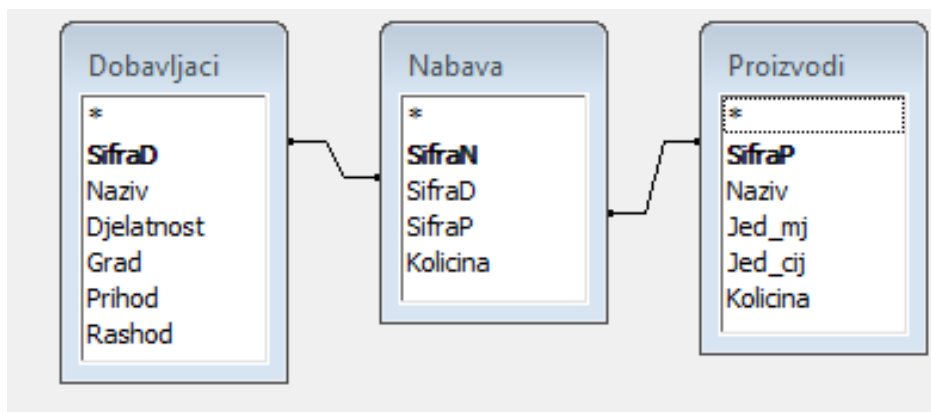 Dobavljaci
*
SifraD
Naziv
Djelatnost
Grad
Prihod
Rashod
Nabava
*
SifraN
SifraD
SifraP
Kolicina
Proizvodi
*
SifraP
Naziv
Jed_mj
Jed_cij
Kolicina